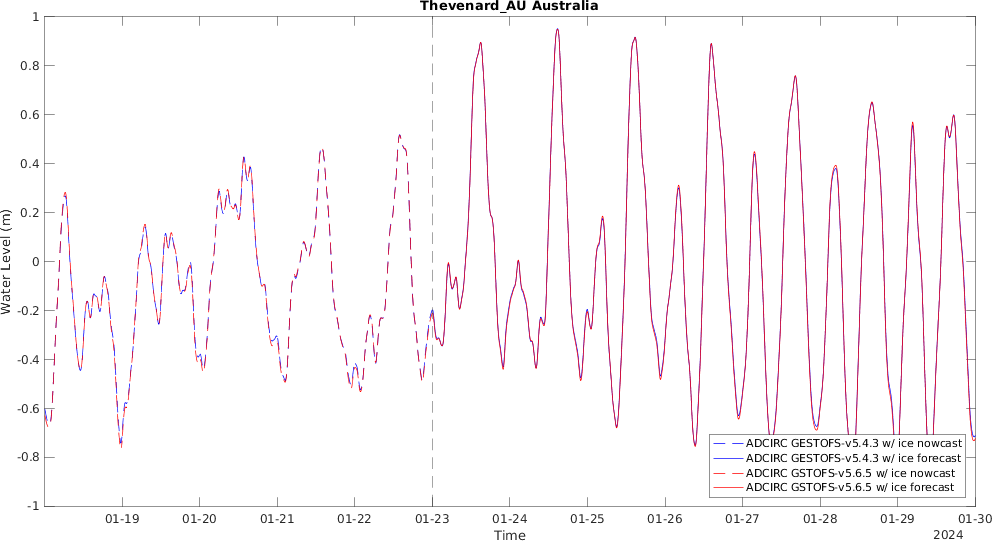 Thevenard_AU Australia
1
0.8
0.6
0.4
0.2
0
-0.2
-0.4
-0.6
-0.8
-1
Water Level (m)
01-19 01-20 01-21 01-22 01-23 01-24 01-25 01-26 01-27 01-28 01-29 01-30
Time
2024
ADCIRC GESTOFS-v5.4.3 w/ ice nowcast
ADCIRC GESTOFS-v5.4.3 w/ ice forecast
ADCIRC GSTOFS-v5.6.5 w/ ice nowcast
ADCIRC GSTOFS-v5.6.5 w/ ice forecast